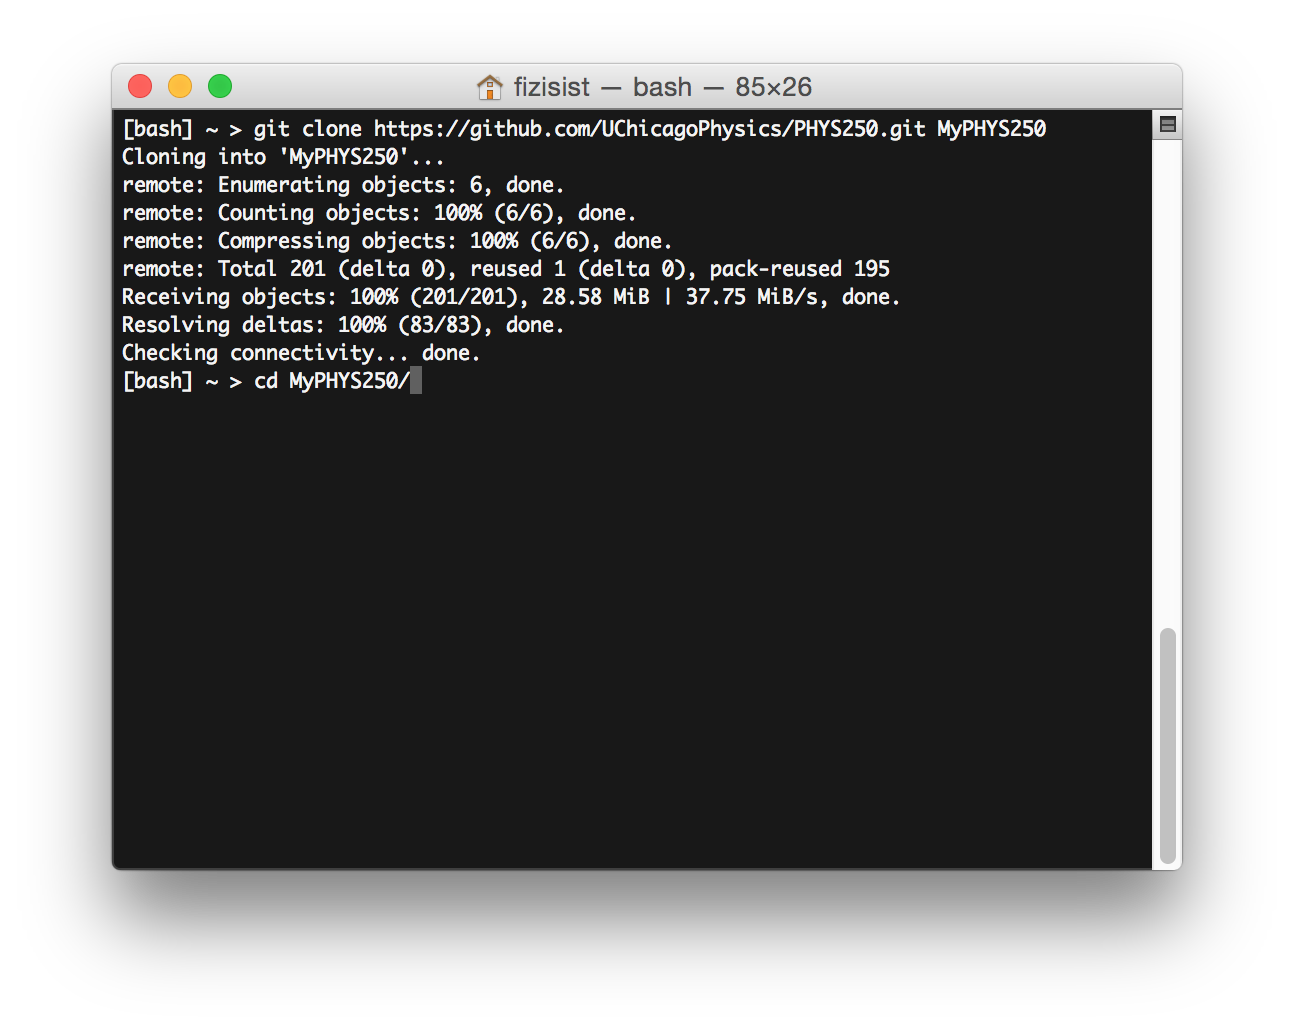 fizisist — bash — 85×26
[bash] ~ > git clone https://github.com/UChicagoPhysics/PHYS250.git MyPHYS250
Cloning into 'MyPHYS250'...
remote: Enumerating objects: 6, done.
remote: Counting objects: 100% (6/6), done.
remote: Compressing objects: 100% (6/6), done.
remote: Total 201 (delta 0), reused 1 (delta 0), pack-reused 195
Receiving objects: 100% (201/201), 28.58 MiB | 37.75 MiB/s, done.
Resolving deltas: 100% (83/83), done.
Checking connectivity... done.
[bash] ~ > cd MyPHYS250/